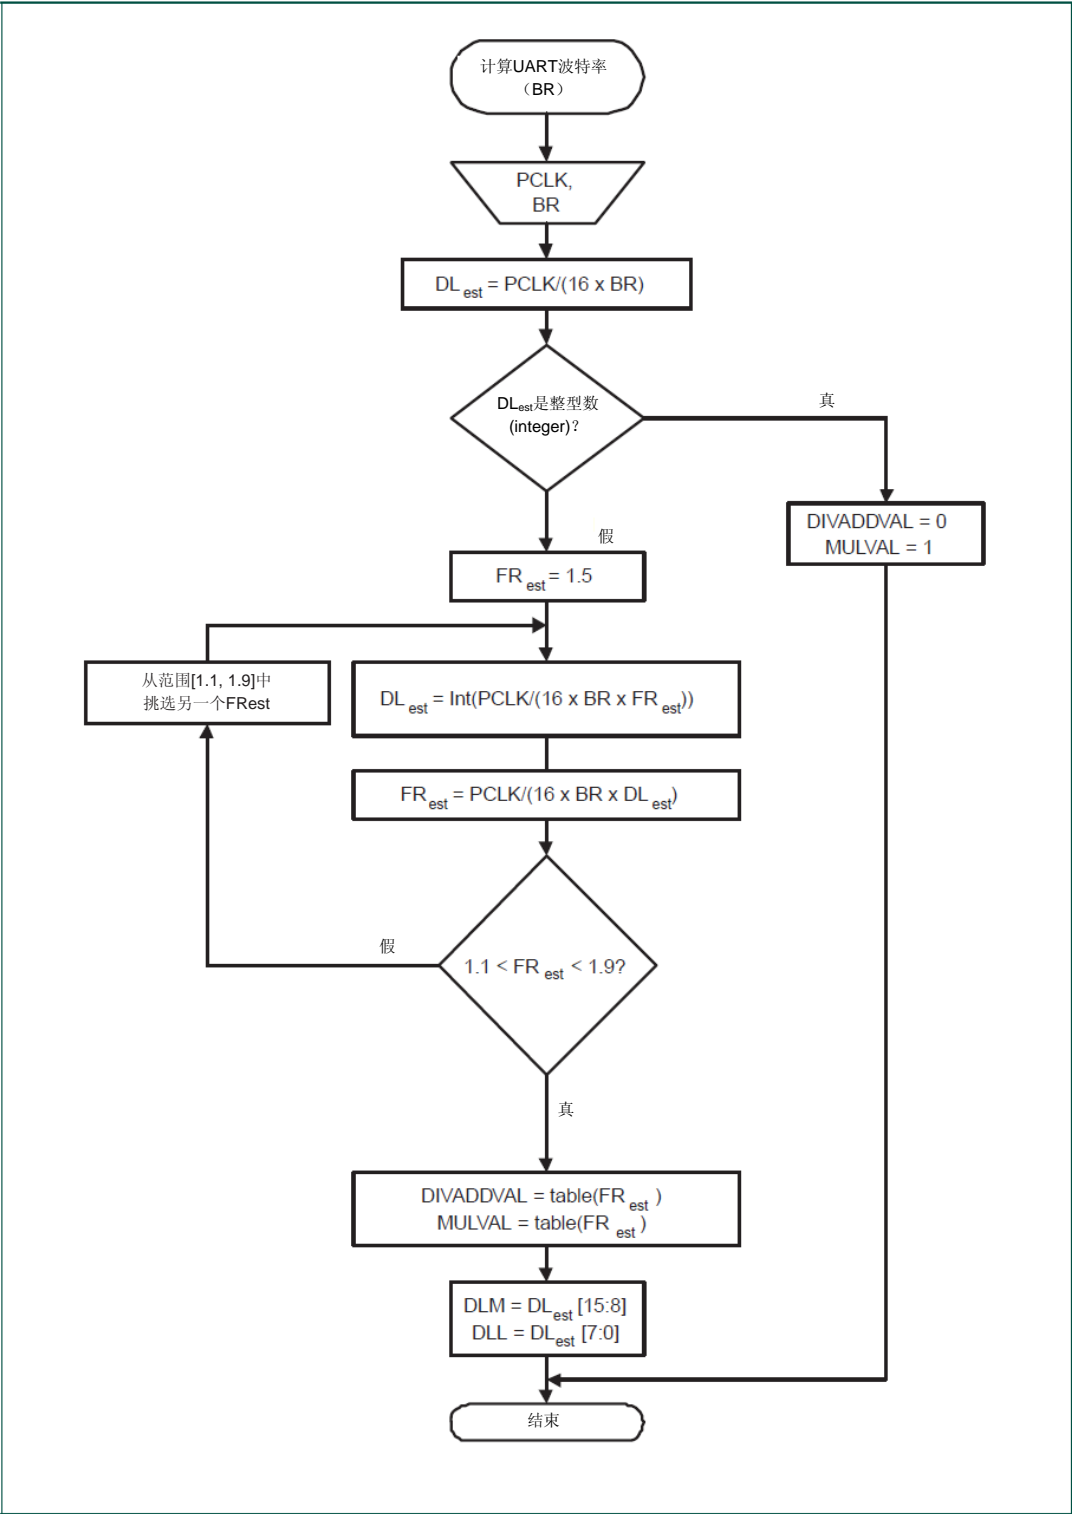 计算UART波特率
（BR）
PCLK,
BR
DL est = PCLK/(16 x BR)
DLest是整型数
(integer)？
真
DIVADDVAL = 0
MULVAL = 1
假
FR est = 1.5
从范围[1.1, 1.9]中
挑选另一个FRest
DL est = Int(PCLK/(16 x BR x FR est))
FR est = PCLK/(16 x BR x DL est)
假
1.1 < FR est < 1.9?
真
DIVADDVAL = table(FR est )
MULVAL = table(FR est )
DLM = DL est [15:8]
DLL = DL est [7:0]
结束